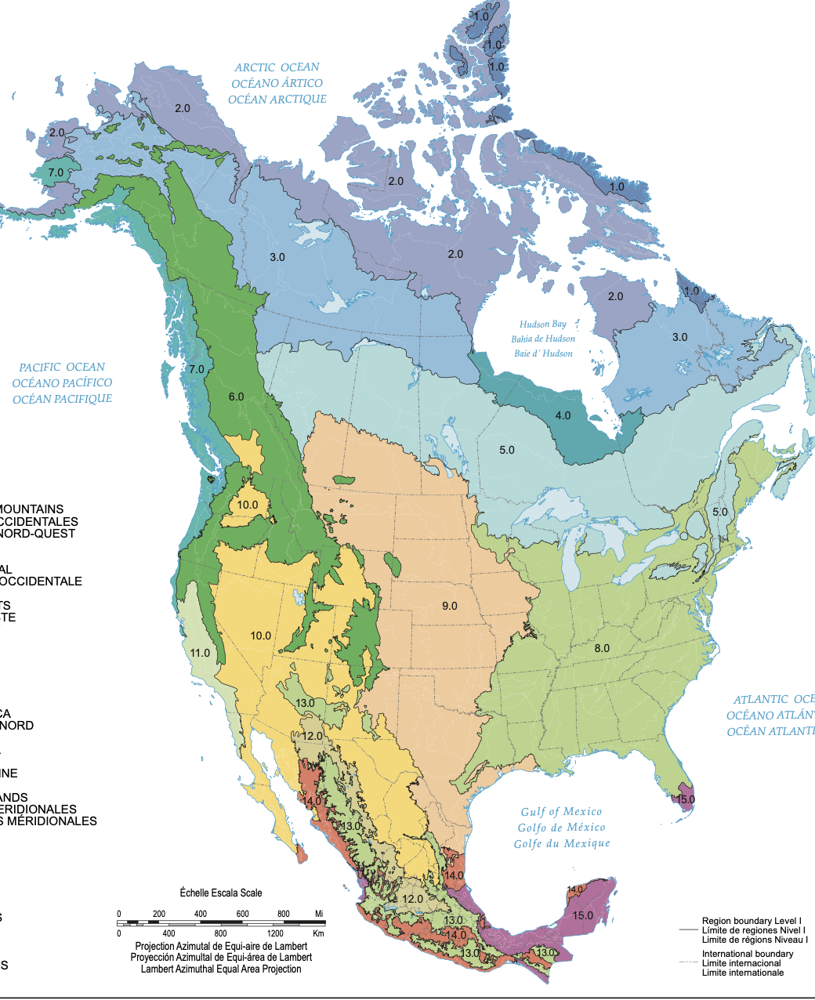 1.0
1.0
1.0
ARCTIC OCEAN
OCÉANO ÁRTICO
OCÉAN ARCTIQUE
2.0
2.0
7.0
2.0
1.0
3.0
2.0
2.0
1.0
Hudson Bay
Bahia de Hudson
Baie d´ Hudson
3.0
PACIFIC OCEAN
OCÉANO PACÍFICO
OCÉAN PACIFIQUE
7.0
6.0
4.0
5.0
10.0
5.0
MOUNTAINS
CCIDENTALES
NORD-QUEST
AL
OCCIDENTALE
TS
STE
9.0
10.0
11.0
8.0
13.0
12.0
CA
NORD
ATLANTIC OCE
OCÉANO ATLÁN
OCÉAN ATLANTI
INE
ANDS
ERIDIONALES
S MÉRIDIONALES
14.0
15.0
13.0
Gulf of Mexico
Golfo de México
Golfe du Mexique
14.0
14.0
12.0
15.0
13.0
14.0
13.0
13.0
Échelle Escala Scale
0 200 400 600 800 Mi
0 400 800 1200 Km
Projection Azimutal de Equi-aire de Lambert
Proyección Azimultal de Equi-área de Lambert
Lambert Azimuthal Equal Area Projection
S
S
Region boundary Level I
Límite de regiones Nivel I
Limite de régions Niveau I
International boundary
Limite internacional
Limite internationale